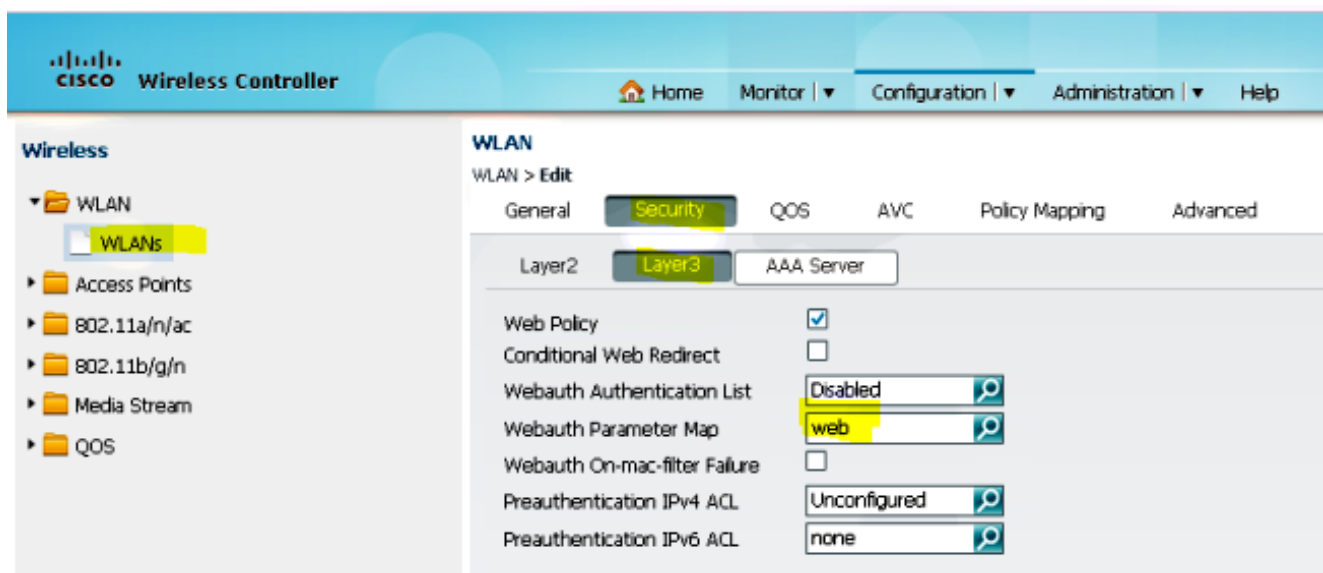 CISCO Wireless Controller
Home Monitor Configuration Administration Help
Wireless
WLAN
WLANs
Access Points
802.11a/n/ac
802.11b/g/n
Media Stream
QOS
WLAN
WLAN > Edit
General Security QOS AVC Policy Mapping Advanced
Layer2 Layer3 AAA Server
Web Policy
Conditional Web Redirect
Webauth Authentication List Disabled
Webauth Parameter Map web
Webauth On-mac-filter Failure
Preauthentication IPv4 ACL Unconfigured
Preauthentication IPv6 ACL none